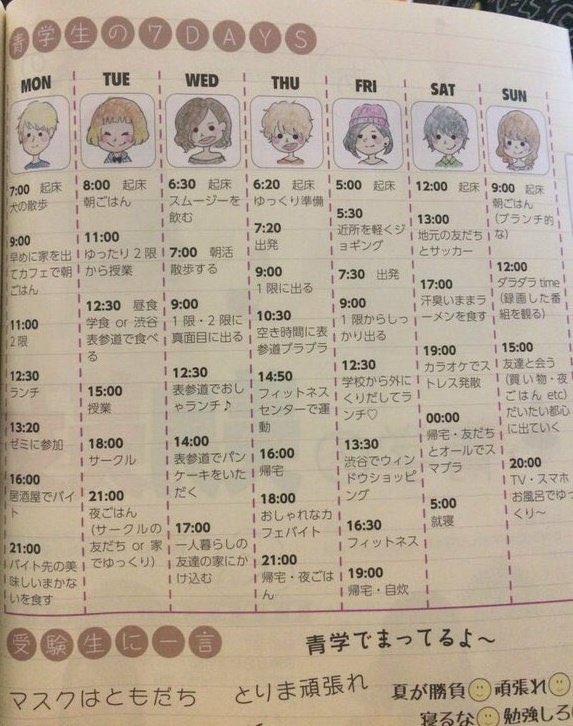 青学生の7DAYS
MON
7:00 起床
犬の散歩
9:00
早めに家を出
てカフェで朝
ごはん
11:00
2限
12:30
ランチ
13:20
ゼミに参加
16:00
居酒屋でバイ
ト
21:00
バイト先の美
味しいまかな
いを食す
TUE
8:00 起床
朝ごはん
11:00
ゆったり2限
から授業
12:30 昼食
学食 or 渋谷
表参道で食べ
る
15:00
授業
18:00
サークル
21:00
夜ごはん
(サークルの
友だち or 家
でゆっくり)
WED
6:30 起床
スムージーを
飲む
7:00 朝活
散歩する
9:00
1限・2限に
真面目に出る
12:30
表参道でおし
ゃランチ♪
14:00
表参道でパン
ケーキをいた
だく
17:00
一人暮らしの
友達の家にか
け込む
THU
6:20 起床
ゆっくり準備
7:20
出発
9:00
1限に出る
10:30
空き時間に表
参道プラプラ
14:50
フィットネス
センターで運
動
16:00
帰宅
18:00
おしゃれなカ
フェバイト
21:00
帰宅・夜ごは
ん
FRI
5:00 起床
5:30
近所を軽くジ
ョギング
7:30 出発
9:00
1限からしっ
かり出る
12:30
学校から外に
くりだしてラ
ンチ♡
13:30
渋谷でウィン
ドウショッピ
ング
16:30
フィットネス
19:00
帰宅・自炊
SAT
12:00 起床
13:00
地元の友だち
とサッカー
17:00
汗臭いままラ
ーメンを食す
19:00
カラオケでス
トレス発散
00:00
帰宅・友だち
とオールでス
マブラ
5:00
就寝
SUN
9:00 起床
朝ごはん
(ブランチ的
な)
12:00
ダラダラ time
(録画した番
組を観る)
15:00
友達と会う
(買い物・夜
ごはん etc)
だいたい都心
に出ていく
20:00
TV・スマホ
お風呂でゆっ
くり〜
受験生に一言
青学でまってるよ〜
マスクはともだち
とりま頑張れ
夏が勝負 頑張れ
寝るな 勉強しろ